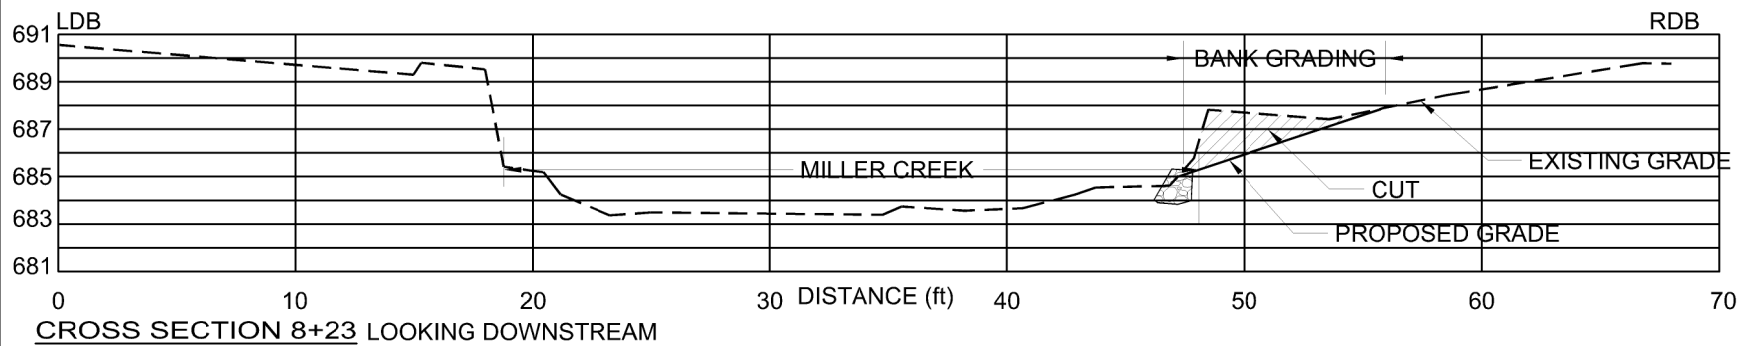 LDB RDB
691
BANK GRADING
689
687
EXISTING GRADE
MILLER CREEK
685
CUT
PROPOSED GRADE
683
681
0 10 20 30 DISTANCE (ft) 40 50 60 70
CROSS SECTION 8+23 LOOKING DOWNSTREAM